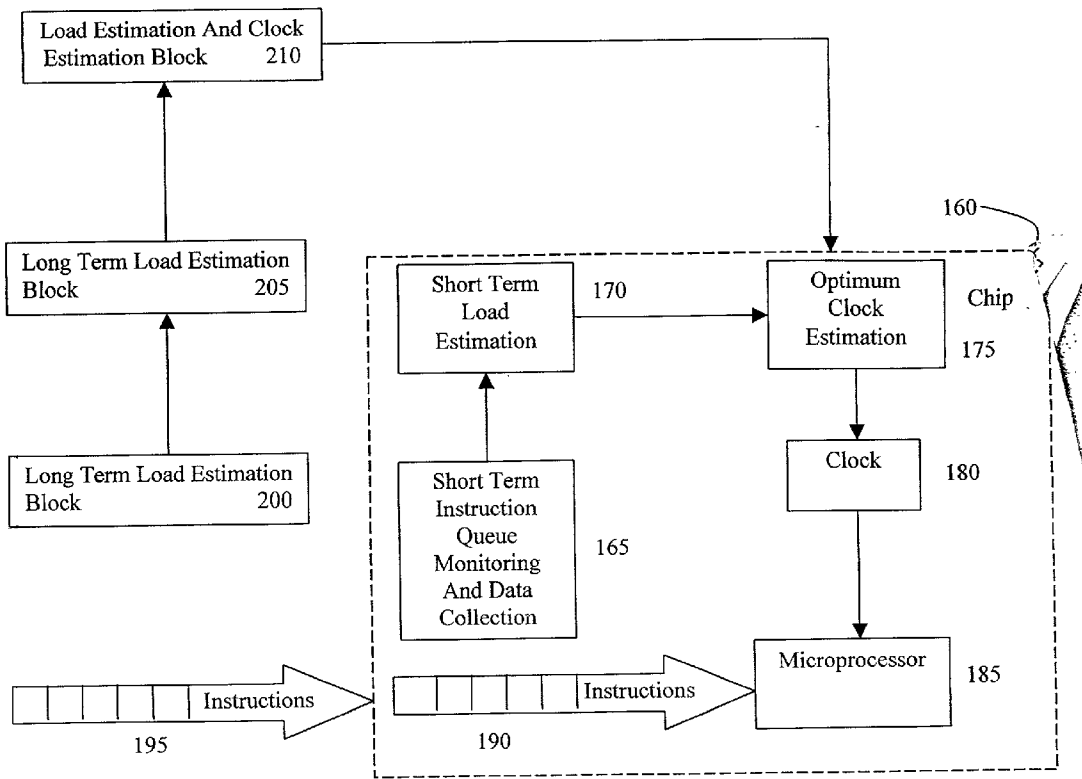 Load Estimation And Clock
Estimation Block 210
160
Long Term Load Estimation
Block 205
Short Term
Load
Estimation
170
Optimum
Clock
Estimation
Chip
175
Long Term Load Estimation
Block 200
Short Term
Instruction
Queue
Monitoring
And Data
Collection
165
Clock
180
Microprocessor
185
Instructions
195
Instructions
190